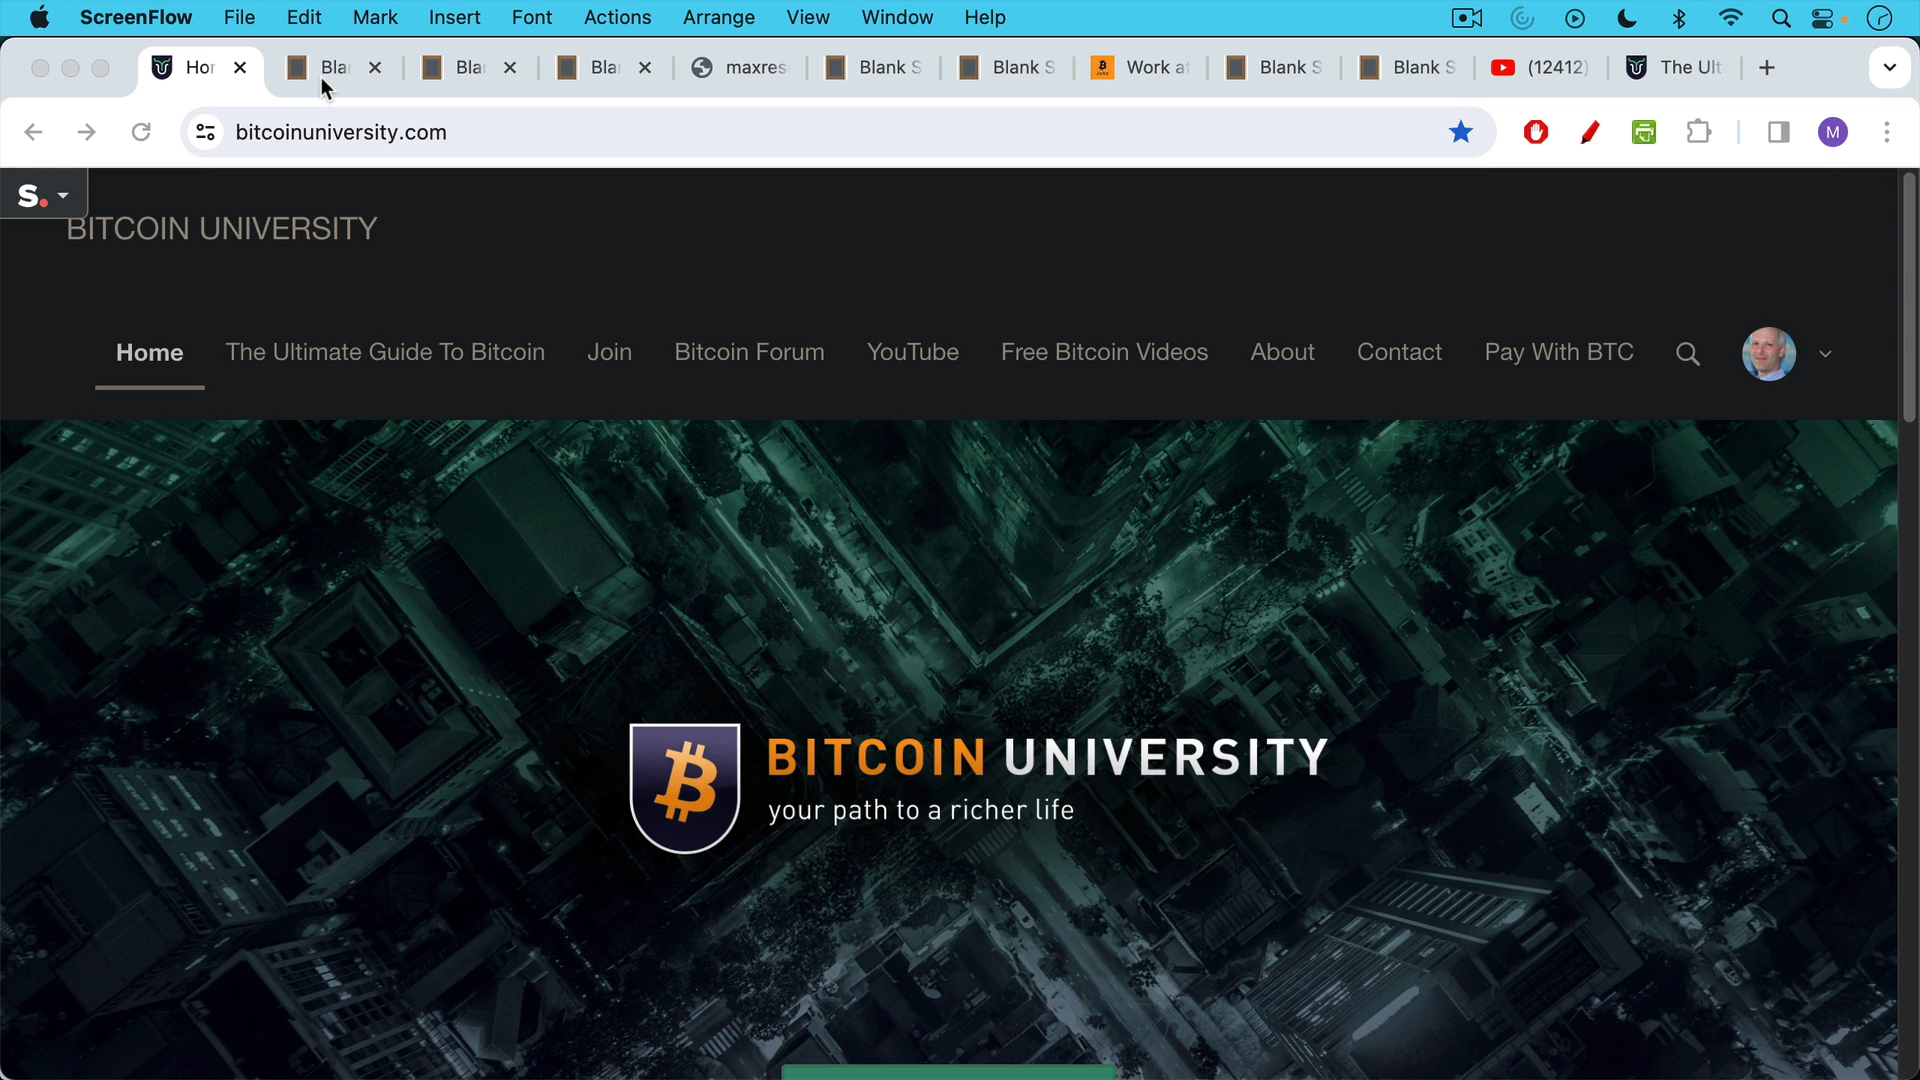 ScreenFlow File Edit Mark Insert Font Actions Arrange View Window Help
Hor Bla Bla Bla maxres Blank S Blank S Work at Blank S Blank S (12412) The Ult
bitcoinuniversity.com M
S.
BITCOIN UNIVERSITY
Home The Ultimate Guide To Bitcoin Join Bitcoin Forum YouTube Free Bitcoin Videos About Contact Pay With BTC
BITCOIN UNIVERSITY
your path to a richer life